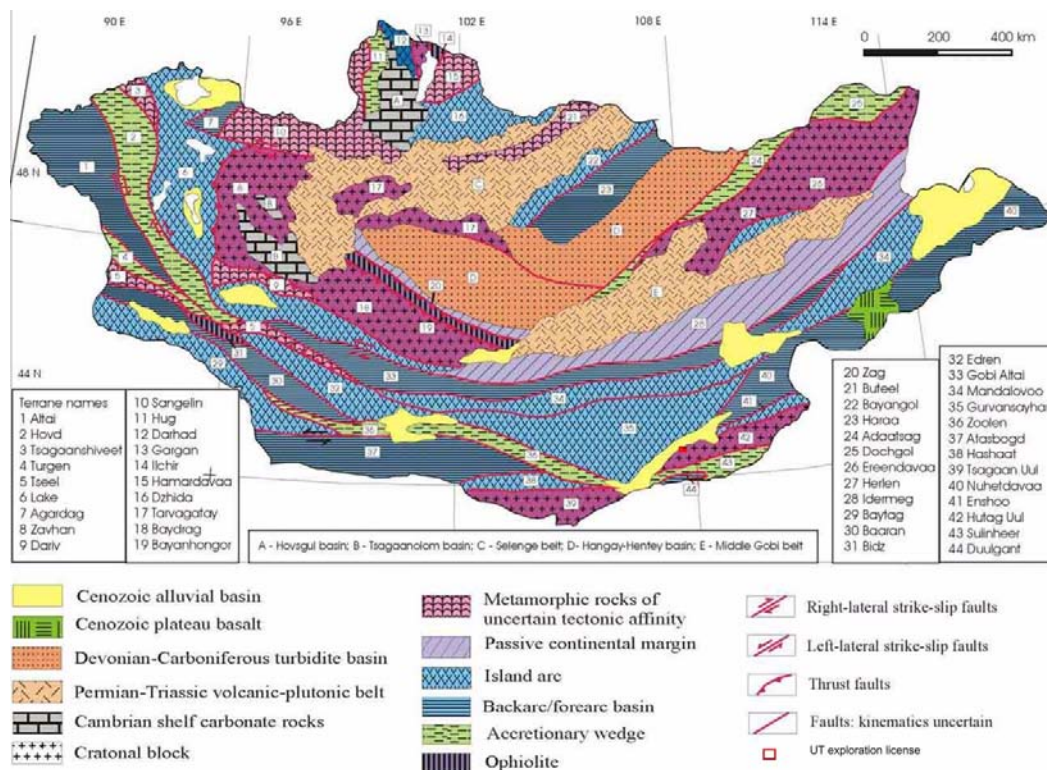 90 E 96 E 102 E 108 E 114 E
0 200 400 km
48 N
44 N
Terrane names
1 Altai
2 Hovd
3 Tsagaanshiveet
4 Turgen
5 Tseel
6 Lake
7 Agardag
8 Zavhan
9 Dariv
10 Sangelin
11 Hug
12 Darhad
13 Gargan
14 Ilchir
15 Hamardavaa
16 Dzhida
17 Tarvagatay
18 Baydrag
19 Bayanhongor
A - Hovsgul basin; B - Tsagaanolom basin; C - Selenge belt; D- Hangay-Hentey basin; E - Middle Gobi belt
20 Zag
21 Buteel
22 Bayangol
23 Haraa
24 Adaatsag
25 Dochgol
26 Ereendavaa
27 Herlen
28 Idermeg
29 Baytag
30 Baaran
31 Bidz
32 Edren
33 Gobi Altai
34 Mandalovoo
35 Gurvansayhan
36 Zoolen
37 Atasbogd
38 Hashaat
39 Tsagaan Uul
40 Nuhetdavaa
41 Enshoo
42 Hutag Uul
43 Sulinheer
44 Duulgant
Cenozoic alluvial basin
Cenozoic plateau basalt
Devonian-Carboniferous turbidite basin
Permian-Triassic volcanic-plutonic belt
Cambrian shelf carbonate rocks
Cratonal block
Metamorphic rocks of
uncertain tectonic affinity
Passive continental margin
Island arc
Backarc/forearc basin
Accretionary wedge
Ophiolite
Right-lateral strike-slip faults
Left-lateral strike-slip faults
Thrust faults
Faults: kinematics uncertain
UT exploration license